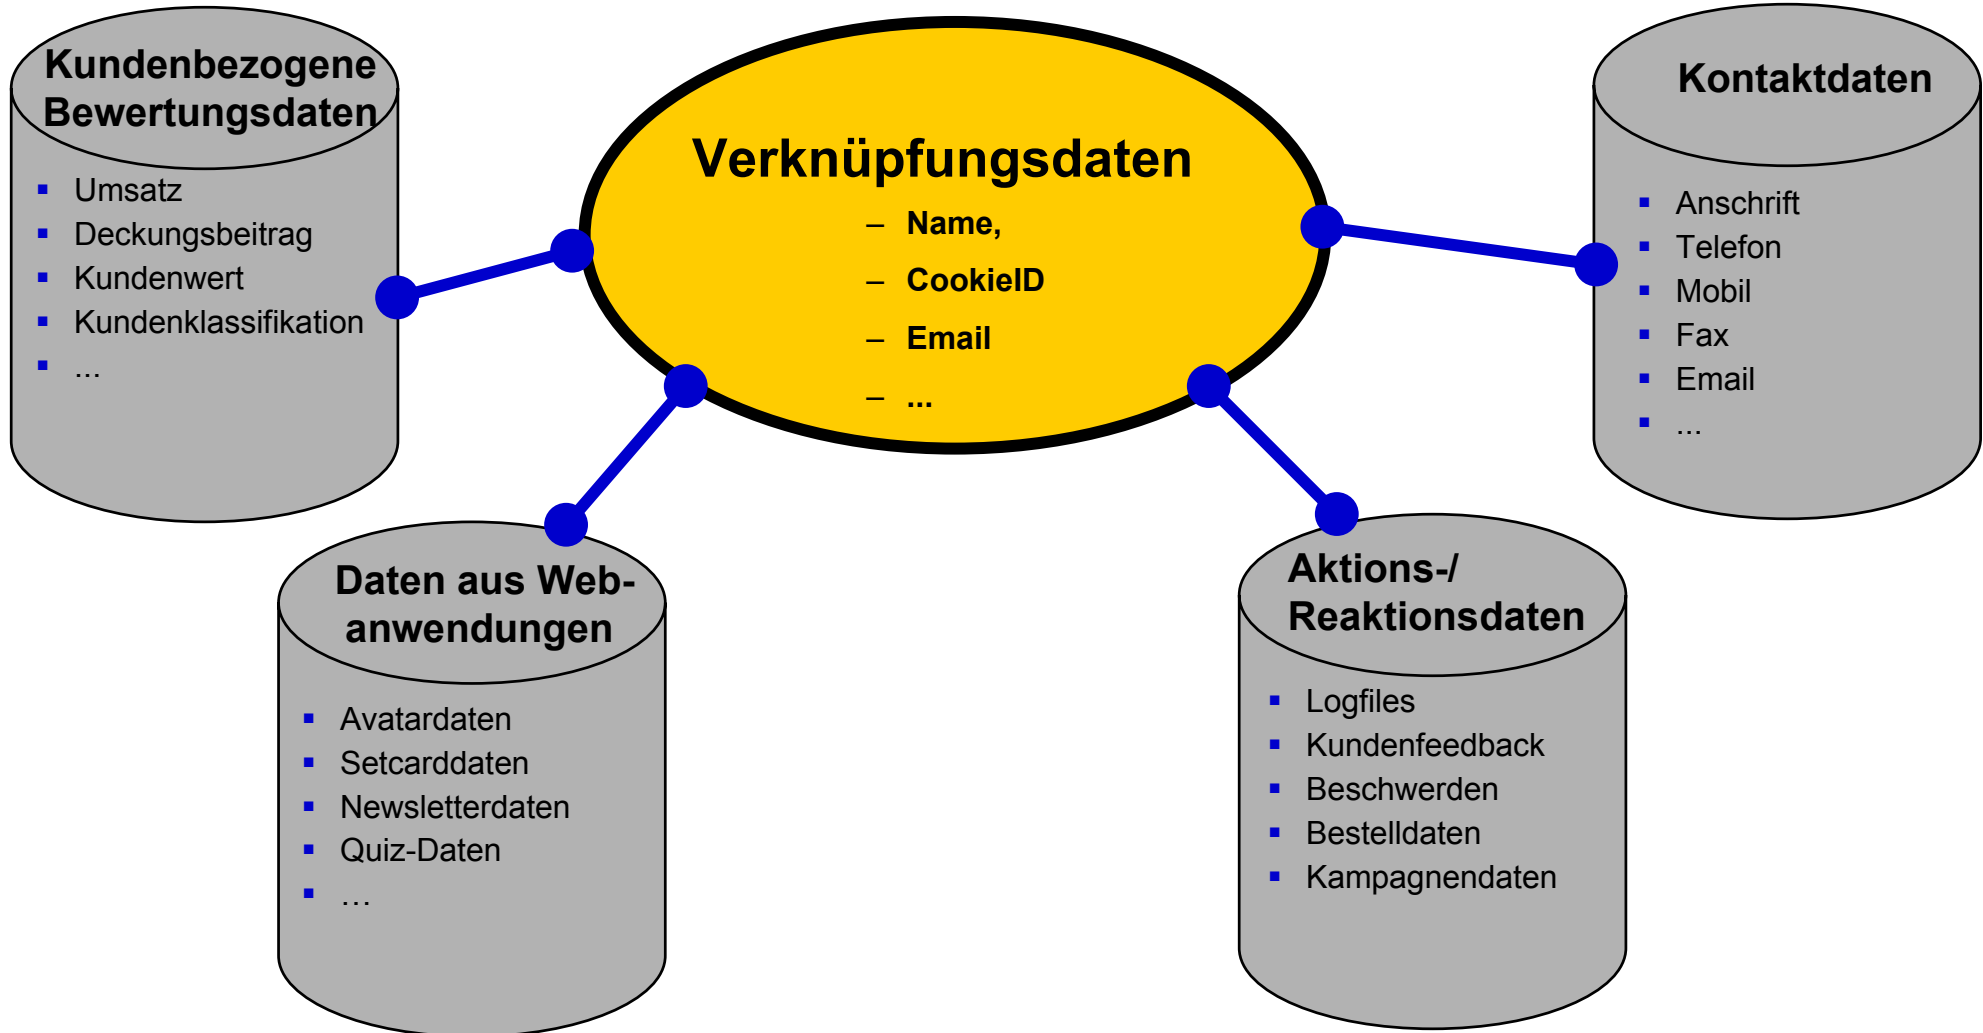 Kundenbezogene
Bewertungsdaten
▪ Umsatz
▪ Deckungsbeitrag
▪ Kundenwert
▪ Kundenklassifikation
▪ ...
Verknüpfungsdaten
– Name,
– CookieID
– Email
– ...
Kontaktdaten
▪ Anschrift
▪ Telefon
▪ Mobil
▪ Fax
▪ Email
▪ ...
Daten aus Web-
anwendungen
▪ Avatardaten
▪ Setcarddaten
▪ Newsletterdaten
▪ Quiz-Daten
▪ …
Aktions-/
Reaktionsdaten
▪ Logfiles
▪ Kundenfeedback
▪ Beschwerden
▪ Bestelldaten
▪ Kampagnendaten